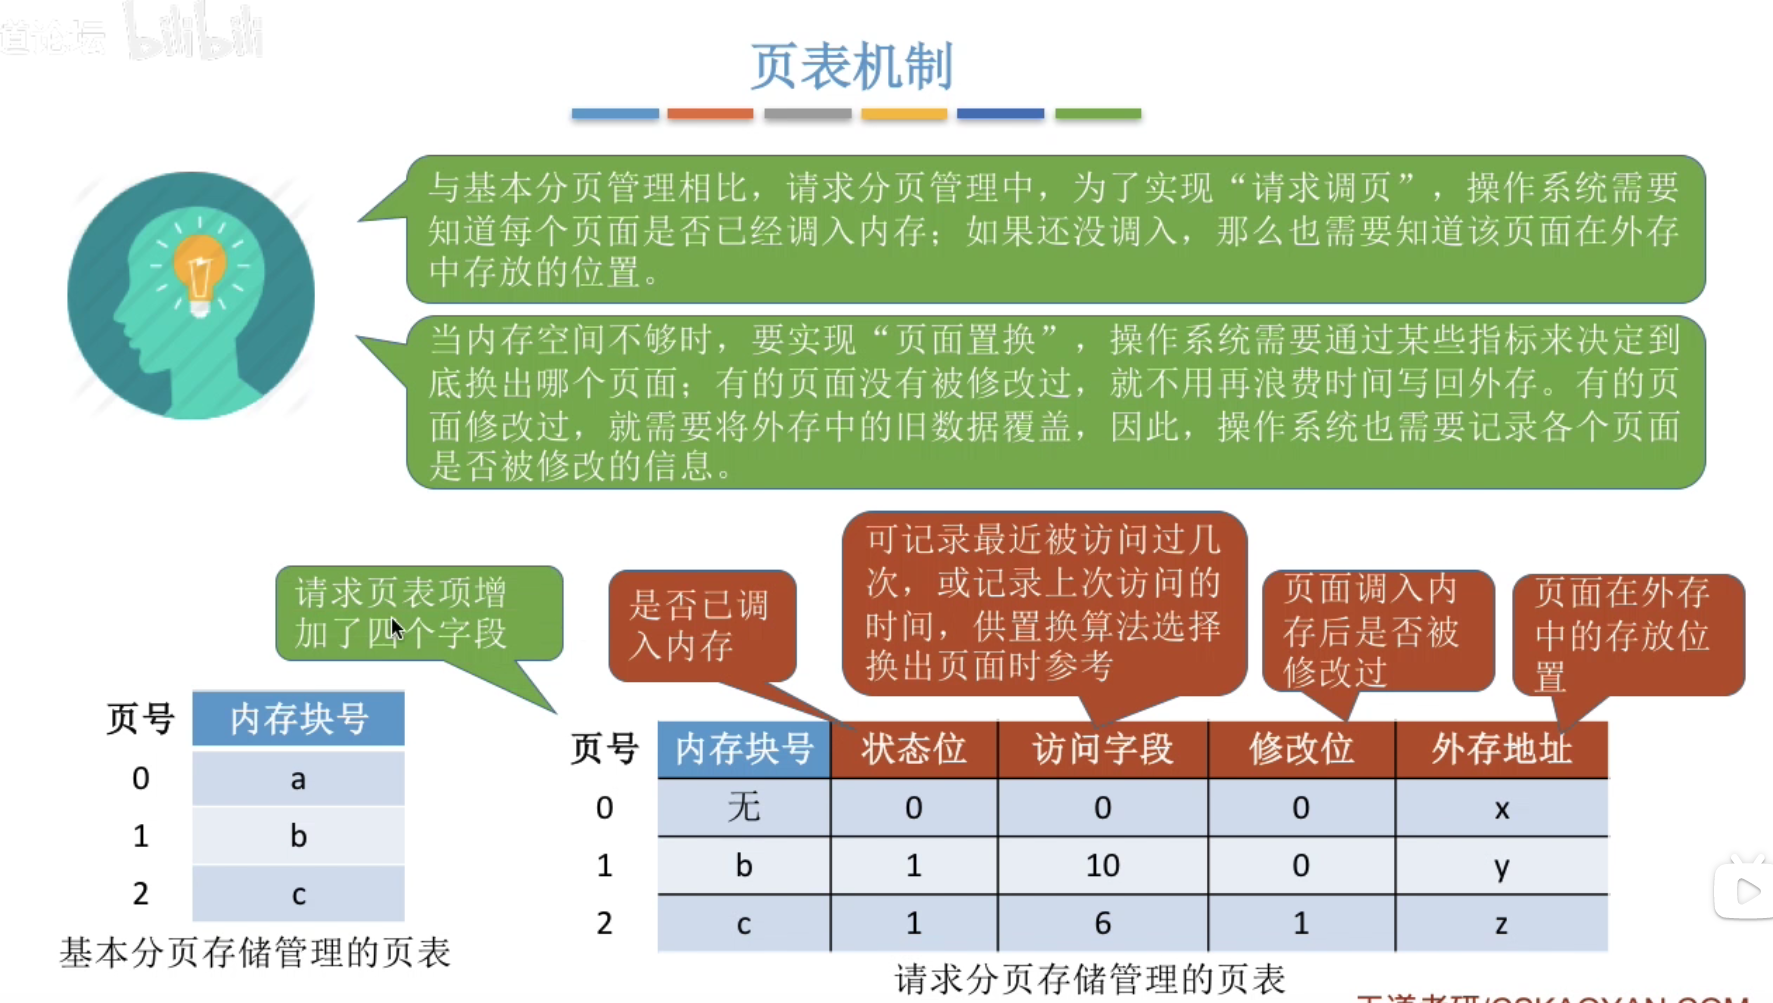 道论坛 bilibili
页表机制
与基本分页管理相比，请求分页管理中，为了实现“请求调页”，操作系统需要
知道每个页面是否已经调入内存；如果还没调入，那么也需要知道该页面在外存
中存放的位置。
当内存空间不够时，要实现“页面置换”，操作系统需要通过某些指标来决定到
底换出哪个页面；有的页面没有被修改过，就不用再浪费时间写回外存。有的页
面修改过，就需要将外存中的旧数据覆盖，因此，操作系统也需要记录各个页面
是否被修改的信息。
请求页表项增
加了四个字段
是否已调
入内存
可记录最近被访问过几
次，或记录上次访问的
时间，供置换算法选择
换出页面时参考
页面调入内
存后是否被
修改过
页面在外存
中的存放位
置
页号 内存块号
0 a
1 b
2 c
基本分页存储管理的页表
页号 内存块号 状态位 访问字段 修改位 外存地址
0 无 0 0 0 x
1 b 1 10 0 y
2 c 1 6 1 z
请求分页存储管理的页表
王道考研/CSKAOYAN.COM